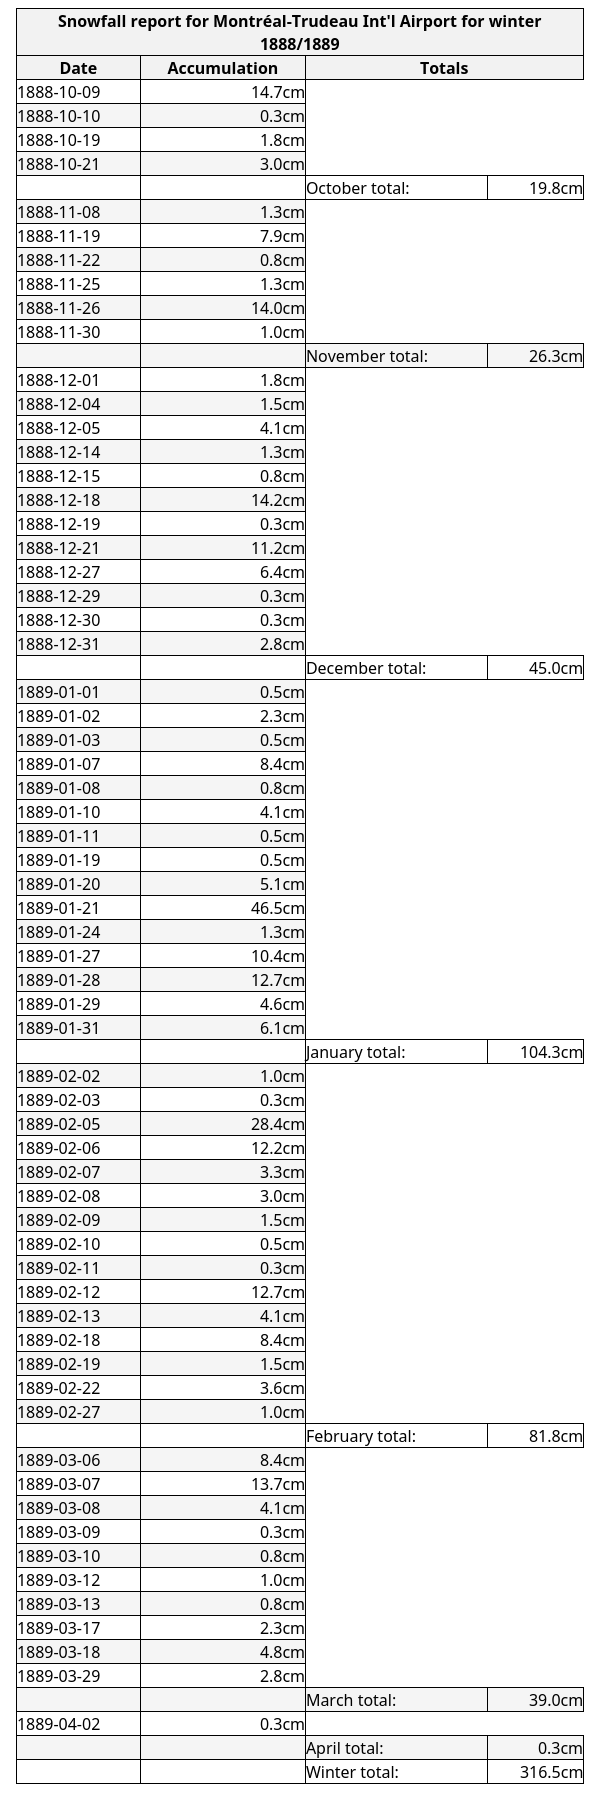 Snowfall report for Montréal-Trudeau Int'l Airport for winter
1888/1889
Date Accumulation Totals
1888-10-09 14.7cm
1888-10-10 0.3cm
1888-10-19 1.8cm
1888-10-21 3.0cm
October total: 19.8cm
1888-11-08 1.3cm
1888-11-19 7.9cm
1888-11-22 0.8cm
1888-11-25 1.3cm
1888-11-26 14.0cm
1888-11-30 1.0cm
November total: 26.3cm
1888-12-01 1.8cm
1888-12-04 1.5cm
1888-12-05 4.1cm
1888-12-14 1.3cm
1888-12-15 0.8cm
1888-12-18 14.2cm
1888-12-19 0.3cm
1888-12-21 11.2cm
1888-12-27 6.4cm
1888-12-29 0.3cm
1888-12-30 0.3cm
1888-12-31 2.8cm
December total: 45.0cm
1889-01-01 0.5cm
1889-01-02 2.3cm
1889-01-03 0.5cm
1889-01-07 8.4cm
1889-01-08 0.8cm
1889-01-10 4.1cm
1889-01-11 0.5cm
1889-01-19 0.5cm
1889-01-20 5.1cm
1889-01-21 46.5cm
1889-01-24 1.3cm
1889-01-27 10.4cm
1889-01-28 12.7cm
1889-01-29 4.6cm
1889-01-31 6.1cm
January total: 104.3cm
1889-02-02 1.0cm
1889-02-03 0.3cm
1889-02-05 28.4cm
1889-02-06 12.2cm
1889-02-07 3.3cm
1889-02-08 3.0cm
1889-02-09 1.5cm
1889-02-10 0.5cm
1889-02-11 0.3cm
1889-02-12 12.7cm
1889-02-13 4.1cm
1889-02-18 8.4cm
1889-02-19 1.5cm
1889-02-22 3.6cm
1889-02-27 1.0cm
February total: 81.8cm
1889-03-06 8.4cm
1889-03-07 13.7cm
1889-03-08 4.1cm
1889-03-09 0.3cm
1889-03-10 0.8cm
1889-03-12 1.0cm
1889-03-13 0.8cm
1889-03-17 2.3cm
1889-03-18 4.8cm
1889-03-29 2.8cm
March total: 39.0cm
1889-04-02 0.3cm
April total: 0.3cm
Winter total: 316.5cm